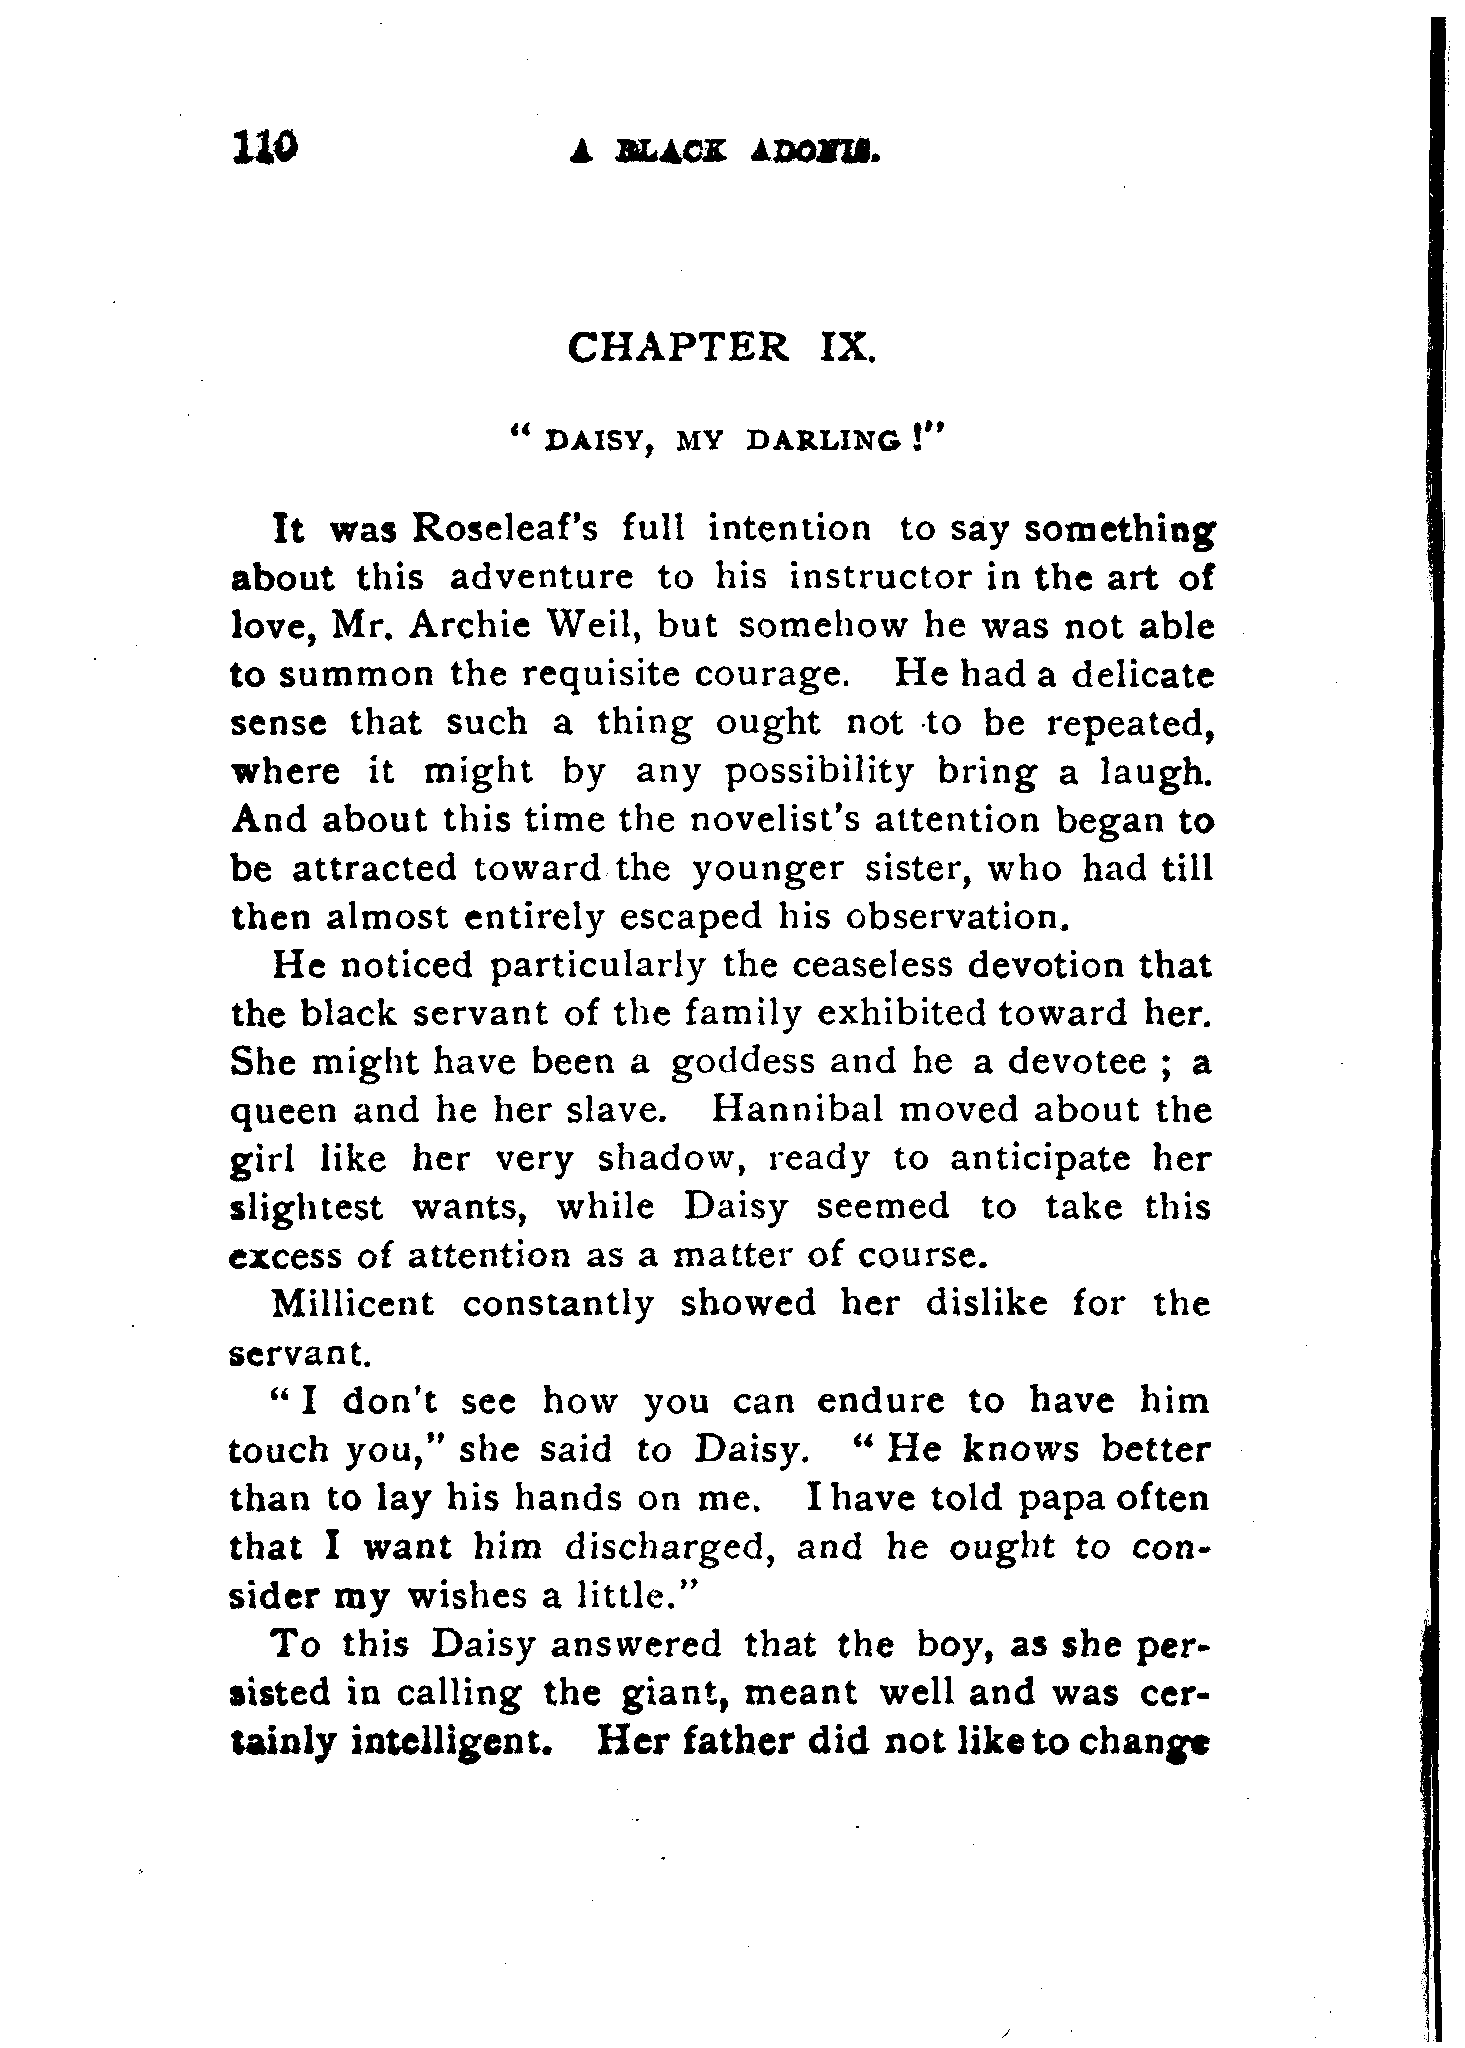 110 A BLACK ADONIS.
CHAPTER IX.
“ DAISY, MY DARLING !”
It was Roseleaf's full intention to say something
about this adventure to his instructor in the art of
love, Mr. Archie Weil, but somehow he was not able
to summon the requisite courage. He had a delicate
sense that such a thing ought not to be repeated,
where it might by any possibility bring a laugh.
And about this time the novelist's attention began to
be attracted toward the younger sister, who had till
then almost entirely escaped his observation.
He noticed particularly the ceaseless devotion that
the black servant of the family exhibited toward her.
She might have been a goddess and he a devotee ; a
queen and he her slave. Hannibal moved about the
girl like her very shadow, ready to anticipate her
slightest wants, while Daisy seemed to take this
excess of attention as a matter of course.
Millicent constantly showed her dislike for the
servant.
“ I don't see how you can endure to have him
touch you,” she said to Daisy. “ He knows better
than to lay his hands on me. I have told papa often
that I want him discharged, and he ought to con-
sider my wishes a little.”
To this Daisy answered that the boy, as she per-
sisted in calling the giant, meant well and was cer-
tainly intelligent. Her father did not like to change